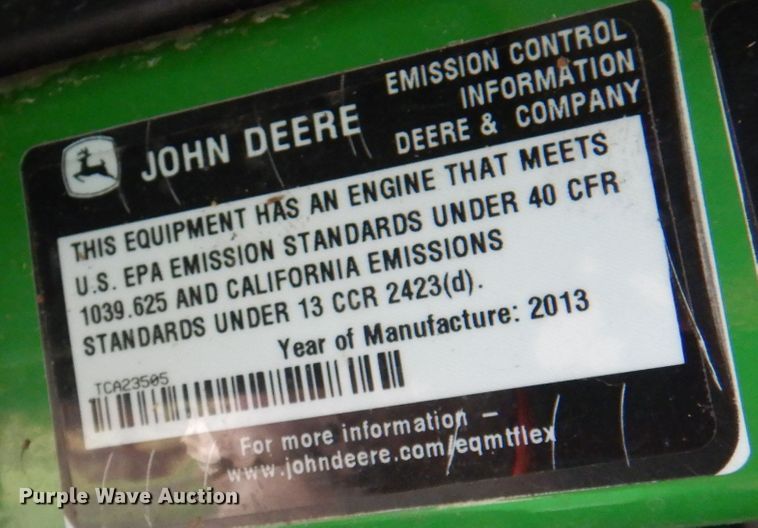 JOHN DEERE
EMISSION CONTROL
INFORMATION
DEERE & COMPANY
THIS EQUIPMENT HAS AN ENGINE THAT MEETS
U.S. EPA EMISSION STANDARDS UNDER 40 CFR
1039.625 AND CALIFORNIA EMISSIONS
STANDARDS UNDER 13 CCR 2423(d).
Year of Manufacture: 2013
TCA23505
For more information –
www.johndeere.com/eqmtflex
Purple Wave Auction